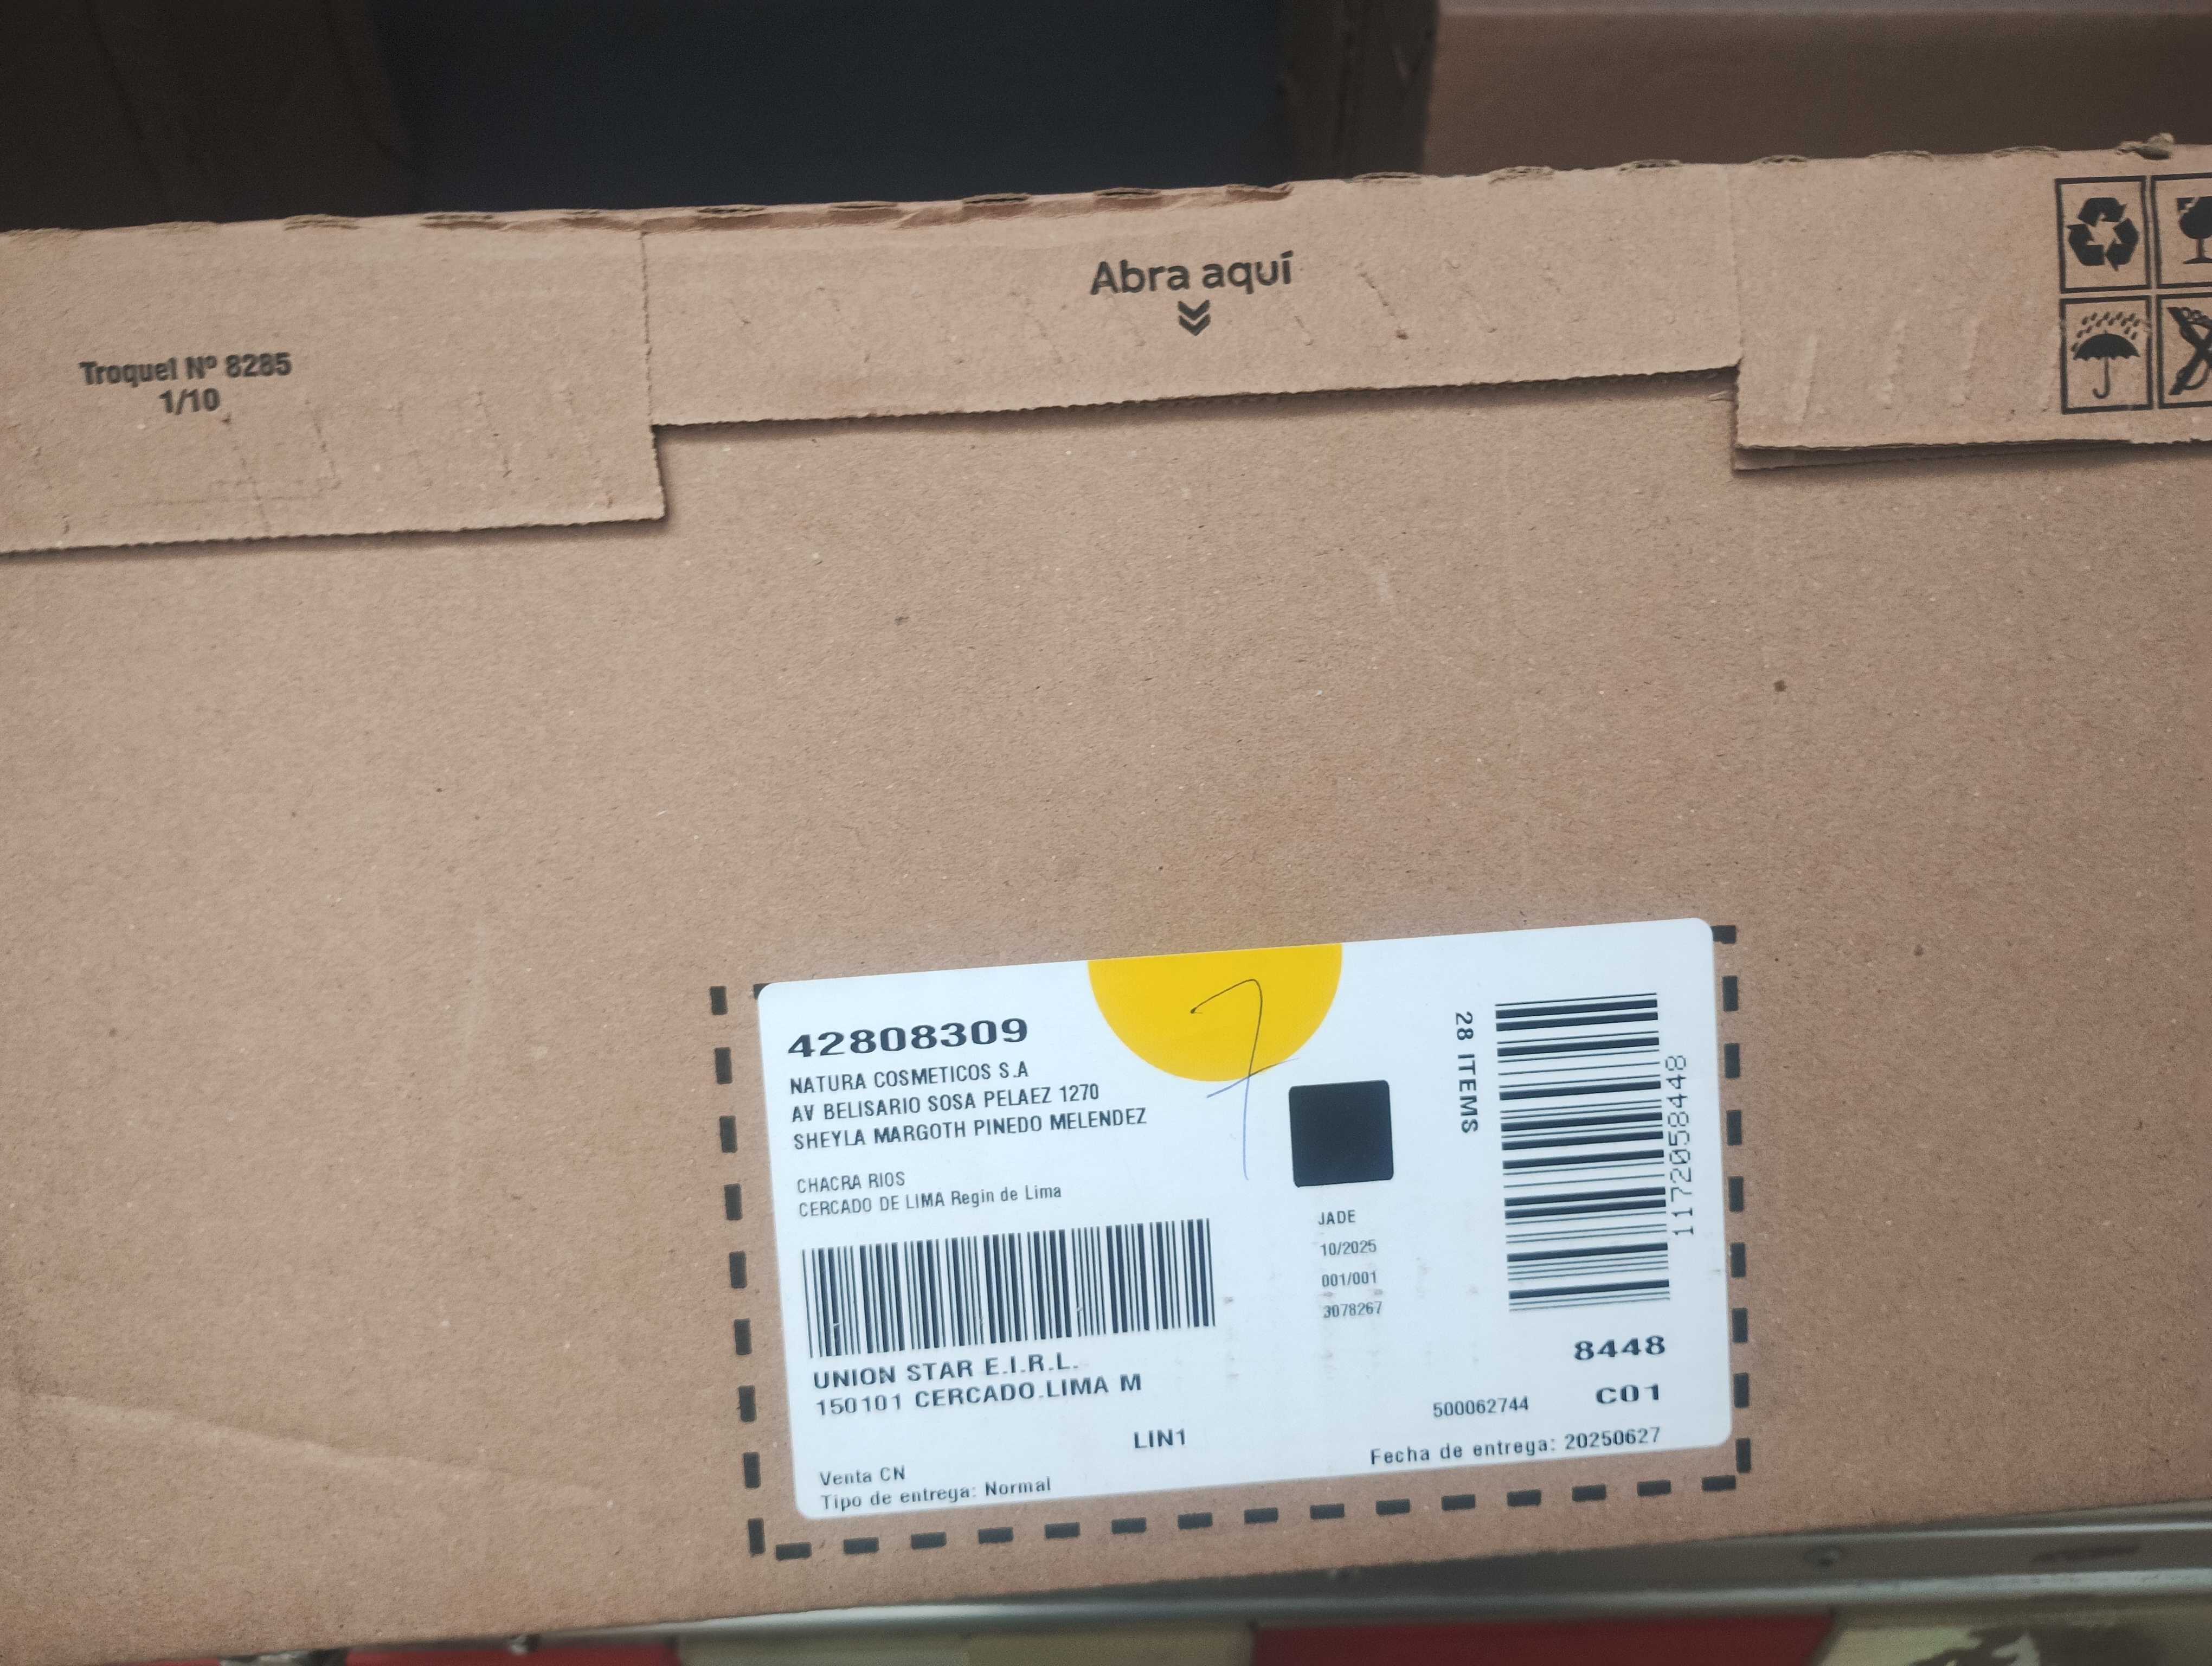 Abra aquí
Troquel Nº 8285
1/10
42808309
NATURA COSMETICOS S.A
AV BELISARIO SOSA PELAEZ 1270
SHEYLA MARGOTH PINEDO MELENDEZ
CHACRA RIOS
CERCADO DE LIMA Regin de Lima
UNION STAR E.I.R.L.
150101 CERCADO.LIMA M
LIN1
Venta CN
Tipo de entrega: Normal
7
JADE
10/2025
001/001
3078267
28 ITEMS
1172058448
8448
500062744 C01
Fecha de entrega: 20250627